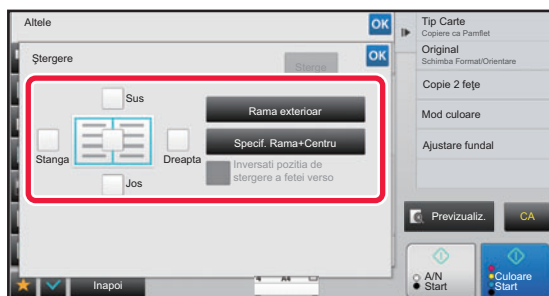 Altele
OK
Ştergere
OK
Sterge
Sus
Stanga
Dreapta
Jos
Rama exterioar
Specif. Rama+Centru
Inversati pozitia de
stergere a fetei verso
Inapoi
A4
Tip Carte
Copiere ca Pamflet
Original
Schimba Format/Orientare
Copie 2 feţe
Mod culoare
Ajustare fundal
Previzualiz.
CA
A/N
Start
Culoare
Start